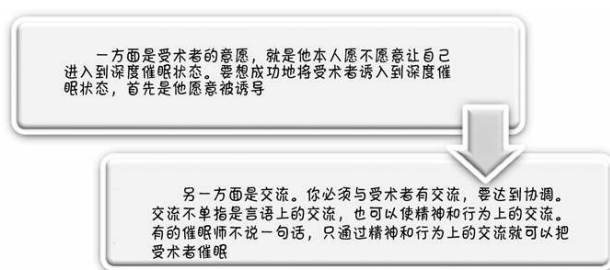 一方面是受术者的意愿，就是他本人愿不愿意让自己
进入到深度催眠状态。要想成功地将受术者诱入到深度催
眠状态，首先是他愿意被诱导
另一方面是交流。你必须与受术者有交流，要达到协调。
交流不单指是言语上的交流，也可以使精神和行为上的交流。
有的催眠师不说一句话，只通过精神和行为上的交流就可以把
受术者催眠